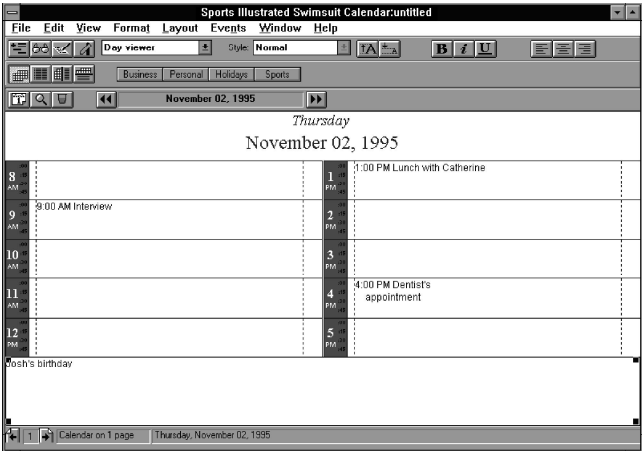 Sports Illustrated Swimsuit Calendar:untitled
File Edit View Format Layout Events Window Help
Day viewer Style: Normal A A B i U
Business Personal Holidays Sports
November 02, 1995
Thursday
November 02, 1995
8 AM
1 PM 1:00 PM Lunch with Catherine
9 AM 9:00 AM Interview
2 PM
10 AM
3 PM
11 AM
4 PM 4:00 PM Dentist's
appointment
12 PM
5 PM
Josh's birthday
1 Calendar on 1 page Thursday, November 02, 1995